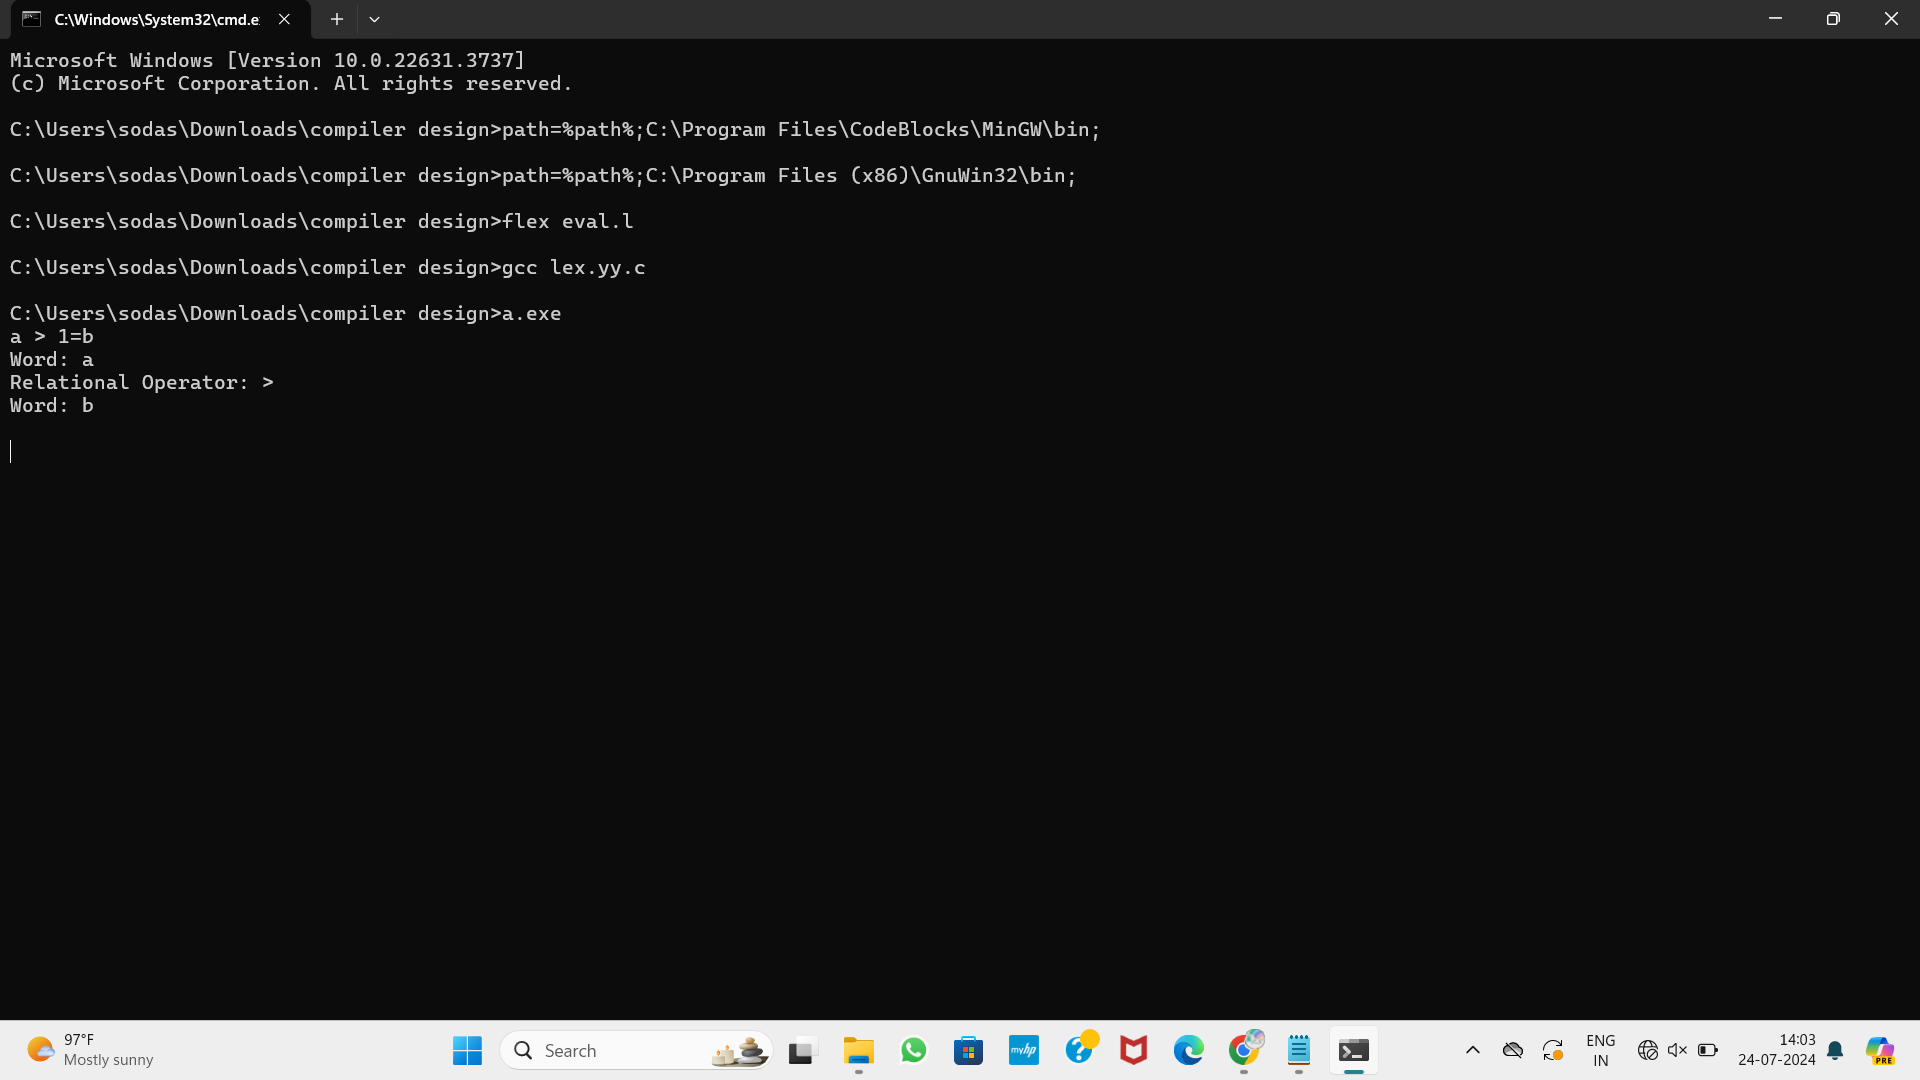 C:\Windows\System32\cmd.e
Microsoft Windows [Version 10.0.22631.3737]
(c) Microsoft Corporation. All rights reserved.
C:\Users\sodas\Downloads\compiler design>path=%path%;C:\Program Files\CodeBlocks\MinGW\bin;
C:\Users\sodas\Downloads\compiler design>path=%path%;C:\Program Files (x86)\GnuWin32\bin;
C:\Users\sodas\Downloads\compiler design>flex eval.l
C:\Users\sodas\Downloads\compiler design>gcc lex.yy.c
C:\Users\sodas\Downloads\compiler design>a.exe
a > 1=b
Word: a
Relational Operator: >
Word: b
97°F
Mostly sunny
Search
myhp
ENG
IN
14:03
24-07-2024
PRE